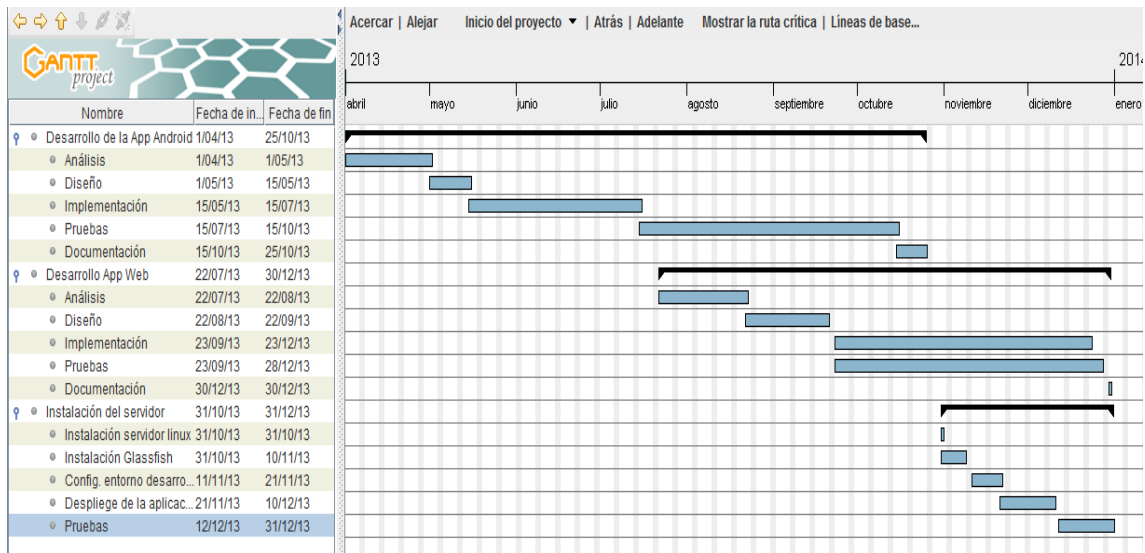 Acercar | Alejar Inicio del proyecto | Atrás | Adelante Mostrar la ruta crítica | Líneas de base...
GANTT
project
2013 2014
abril mayo junio julio agosto septiembre octubre noviembre diciembre enero
Nombre Fecha de in... Fecha de fin
Desarrollo de la App Android 1/04/13 25/10/13
Análisis 1/04/13 1/05/13
Diseño 1/05/13 15/05/13
Implementación 15/05/13 15/07/13
Pruebas 15/07/13 15/10/13
Documentación 15/10/13 25/10/13
Desarrollo App Web 22/07/13 30/12/13
Análisis 22/07/13 22/08/13
Diseño 22/08/13 22/09/13
Implementación 23/09/13 23/12/13
Pruebas 23/09/13 28/12/13
Documentación 30/12/13 30/12/13
Instalación del servidor 31/10/13 31/12/13
Instalación servidor linux 31/10/13 31/10/13
Instalación Glassfish 31/10/13 10/11/13
Config. entorno desarro... 11/11/13 21/11/13
Despliege de la aplicac... 21/11/13 10/12/13
Pruebas 12/12/13 31/12/13